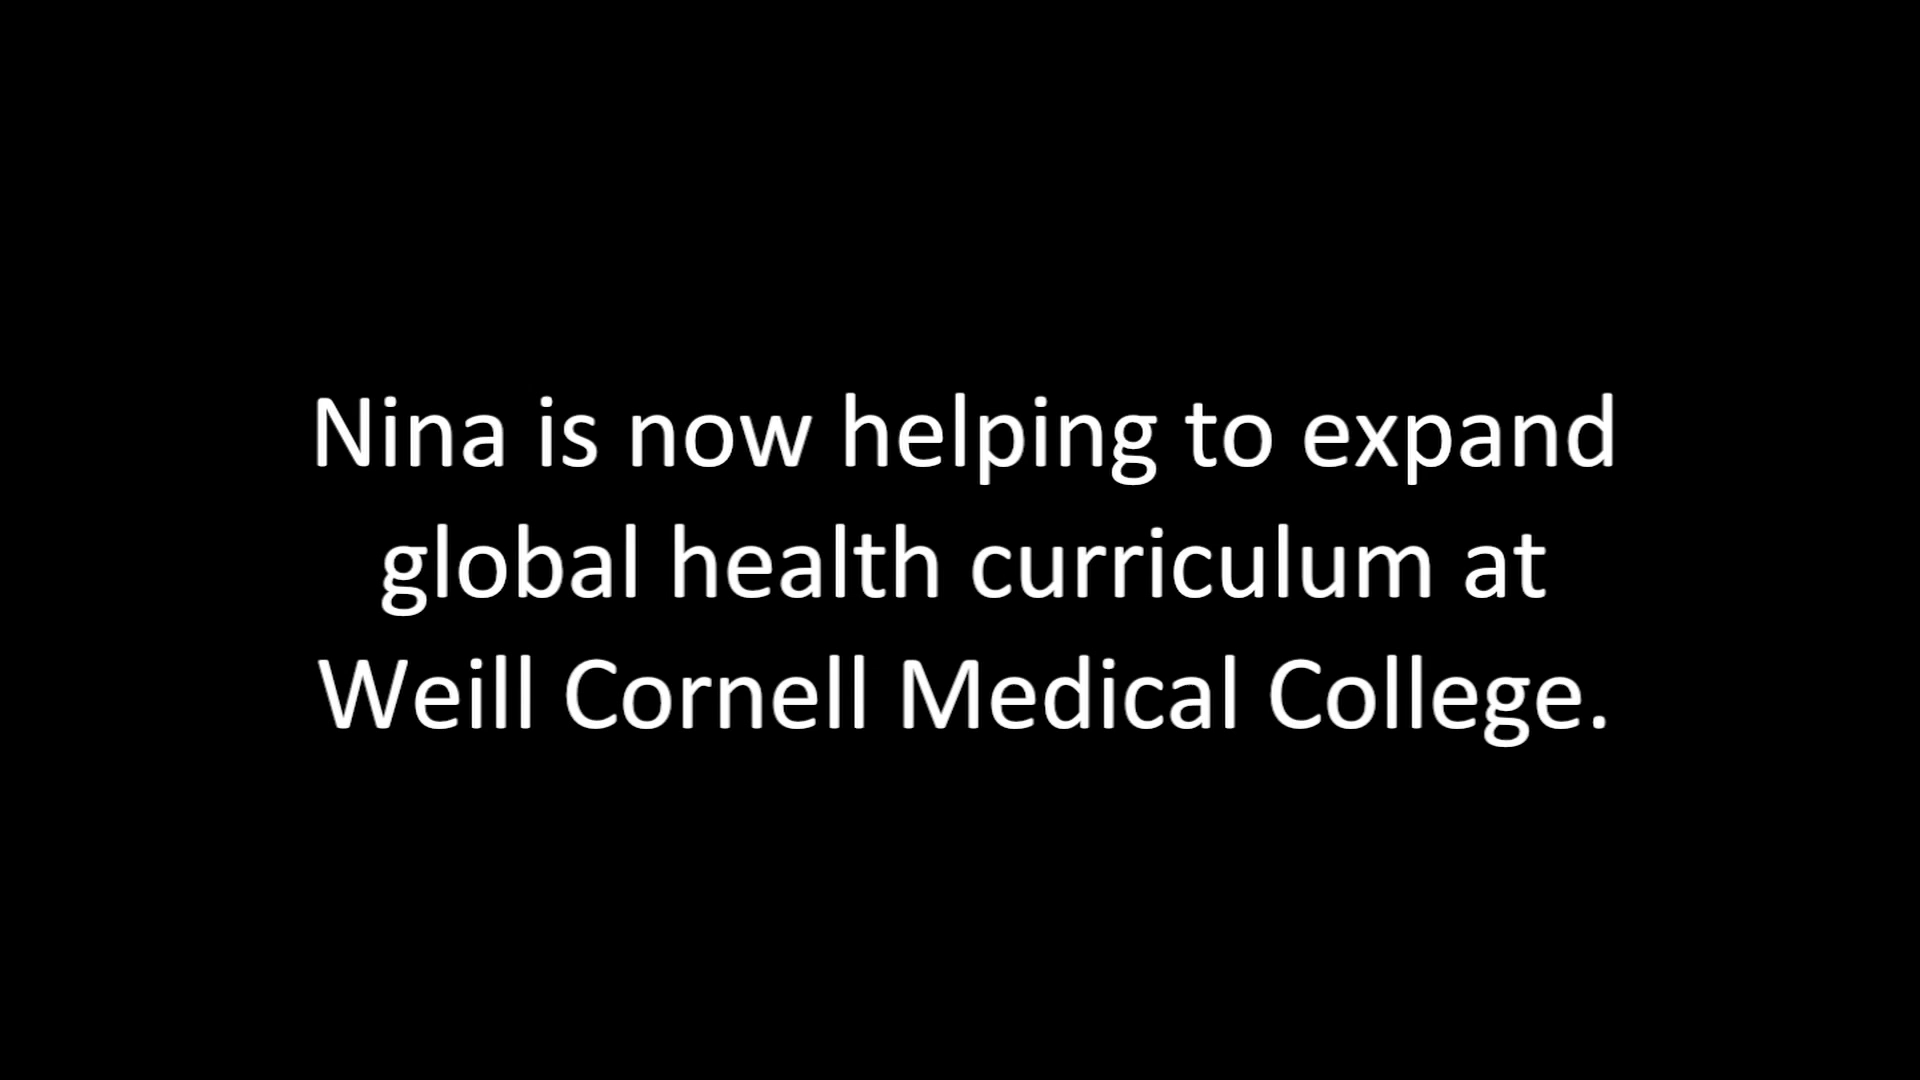 Nina is now helping to expand
global health curriculum at
Weill Cornell Medical College.